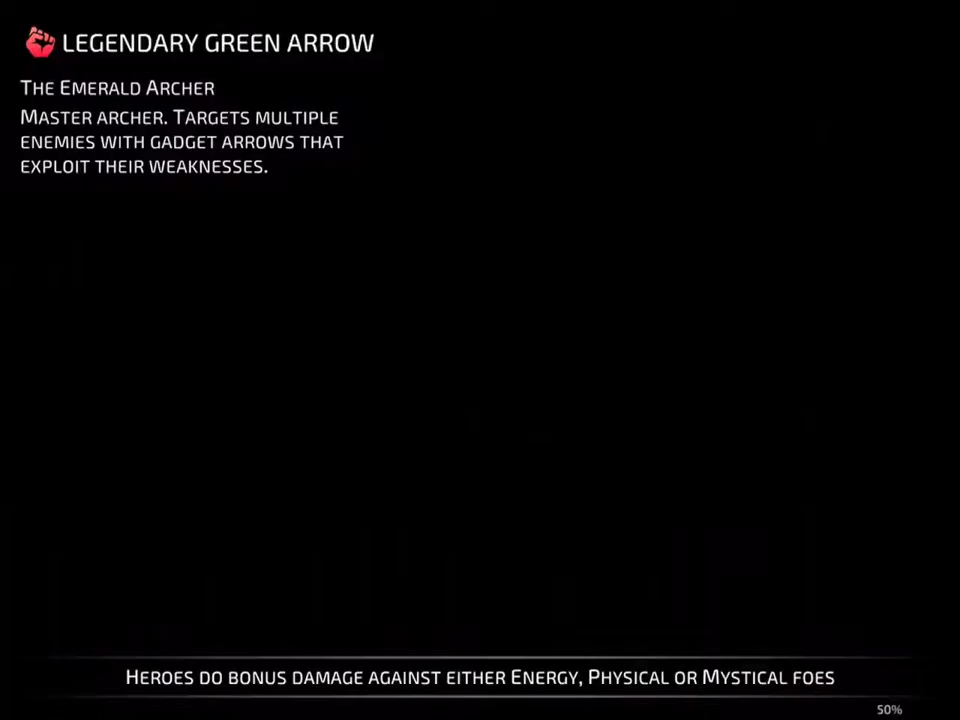 LEGENDARY GREEN ARROW
THE EMERALD ARCHER
MASTER ARCHER. TARGETS MULTIPLE
ENEMIES WITH GADGET ARROWS THAT
EXPLOIT THEIR WEAKNESSES.
HEROES DO BONUS DAMAGE AGAINST EITHER ENERGY, PHYSICAL OR MYSTICAL FOES
50%